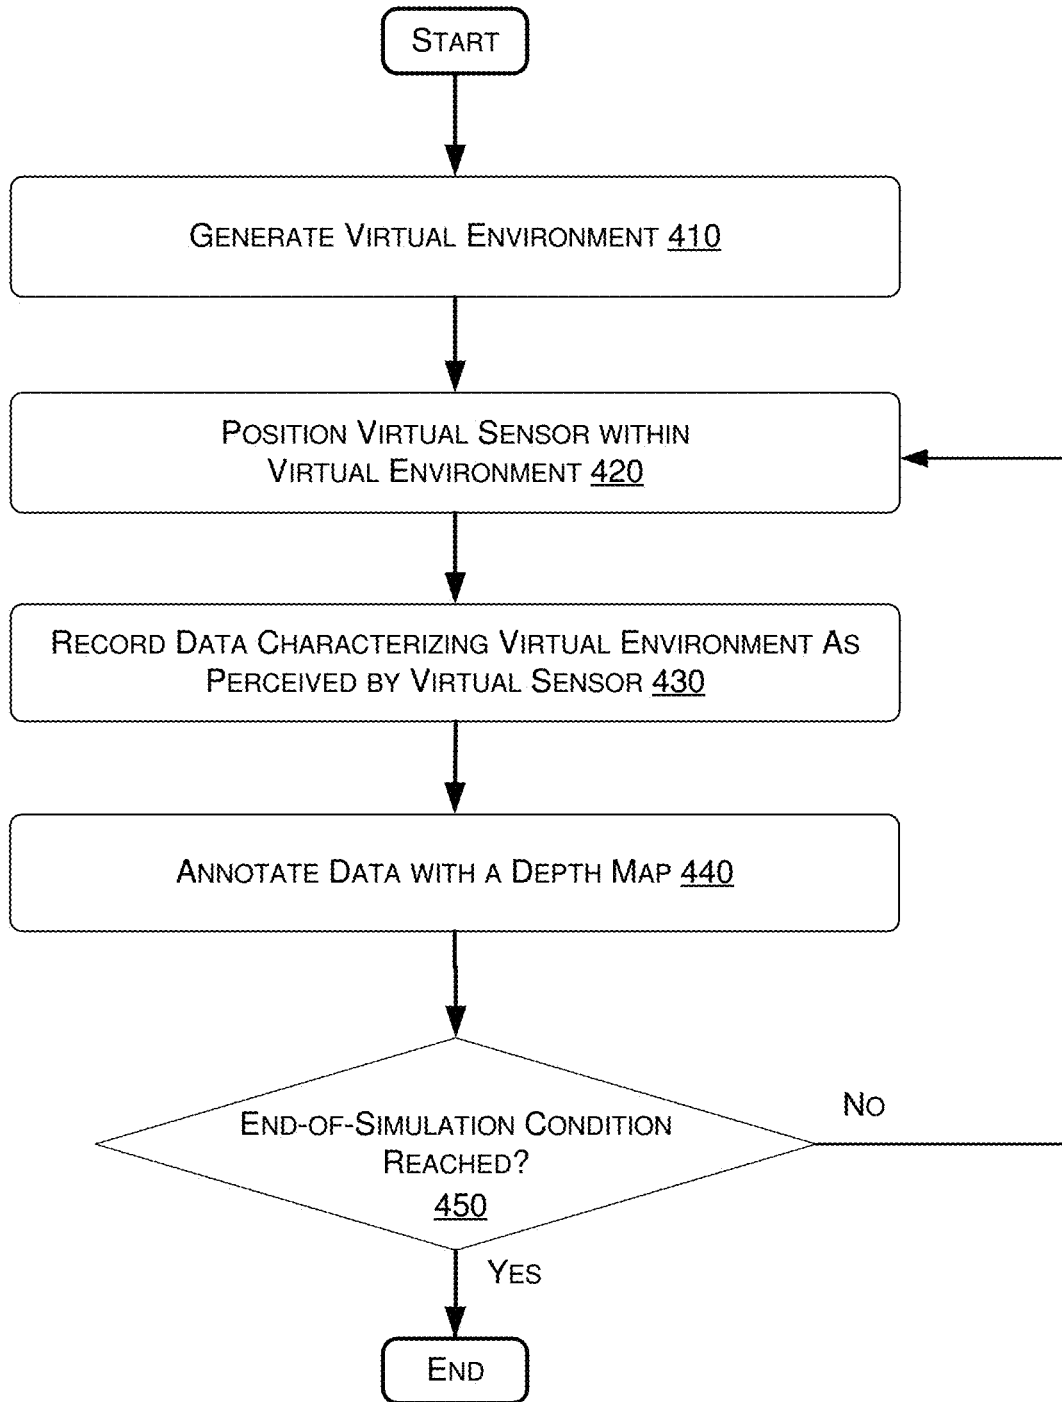 START
GENERATE VIRTUAL ENVIRONMENT 410
POSITION VIRTUAL SENSOR WITHIN
VIRTUAL ENVIRONMENT 420
RECORD DATA CHARACTERIZING VIRTUAL ENVIRONMENT AS
PERCEIVED BY VIRTUAL SENSOR 430
ANNOTATE DATA WITH A DEPTH MAP 440
END-OF-SIMULATION CONDITION
REACHED?
450
NO
YES
END